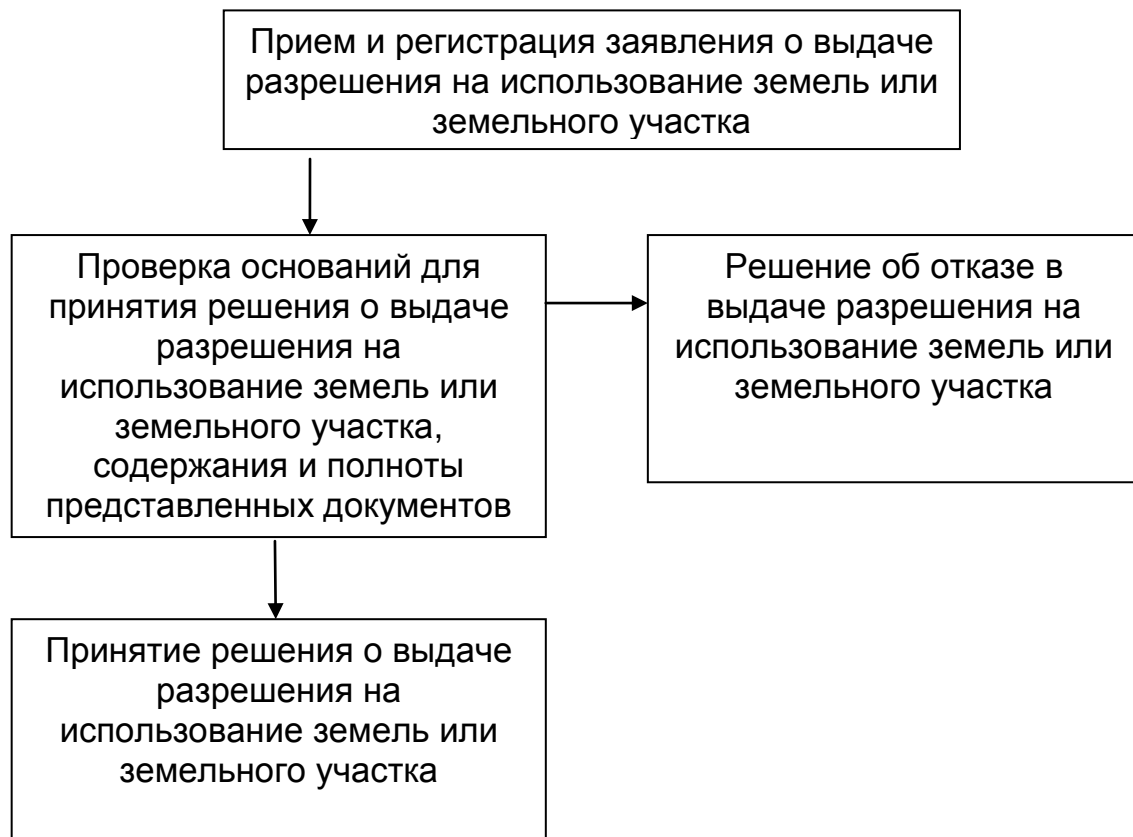 Прием и регистрация заявления о выдаче
разрешения на использование земель или
земельного участка
Проверка оснований для
принятия решения о выдаче
разрешения на
использование земель или
земельного участка,
содержания и полноты
представленных документов
Решение об отказе в
выдаче разрешения на
использование земель или
земельного участка
Принятие решения о выдаче
разрешения на
использование земель или
земельного участка